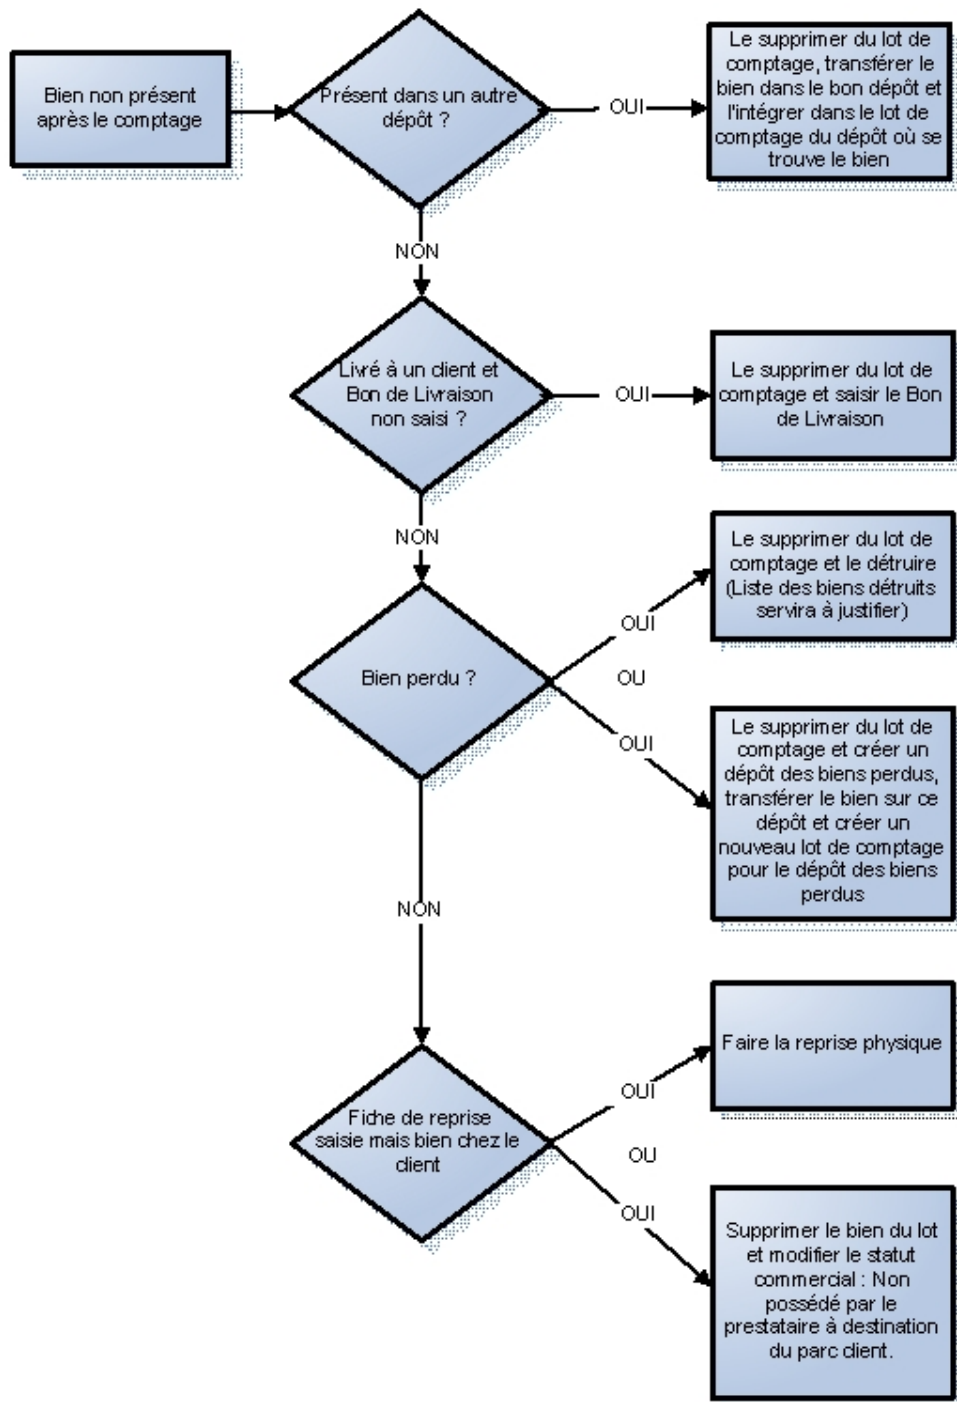 Bien non présent
après le comptage
Présent dans un autre
dépôt ?
OUI
Le supprimer du lot de
comptage, transférer le
bien dans le bon dépôt et
l'intégrer dans le lot de
comptage du dépôt où se
trouve le bien
NON
Livré à un client et
Bon de Livraison
non saisi ?
OUI
Le supprimer du lot de
comptage et saisir le Bon
de Livraison
NON
Bien perdu ?
OUI
Le supprimer du lot de
comptage et le détruire
(Liste des biens détruits
servira à justifier)
OU
OUI
Le supprimer du lot de
comptage et créer un
dépôt des biens perdus,
transférer le bien sur ce
dépôt et créer un
nouveau lot de comptage
pour le dépôt des biens
perdus
NON
Fiche de reprise
saisie mais bien chez le
client
OUI
Faire la reprise physique
OU
OUI
Supprimer le bien du lot
et modifier le statut
commercial : Non
possédé par le
prestataire à destination
du parc client.